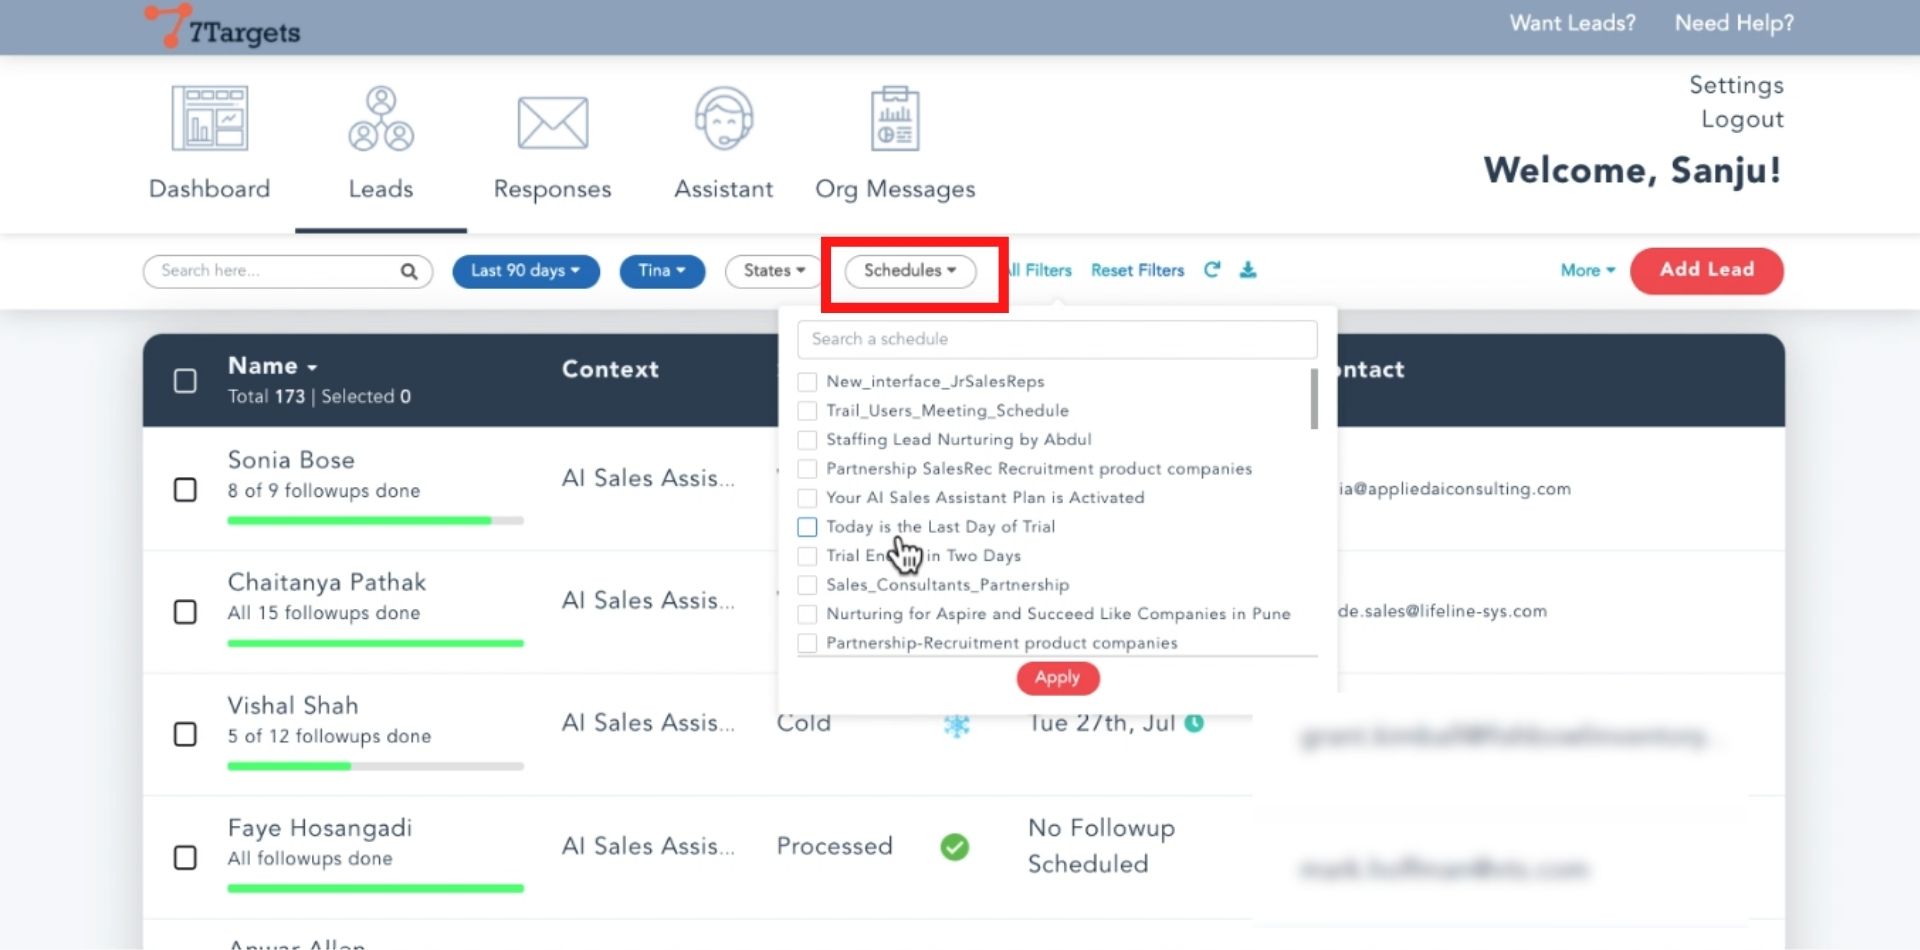 7Targets
Want Leads?
Need Help?
Dashboard
Leads
Responses
Assistant
Org Messages
Settings
Logout
Welcome, Sanju!
Search here...
Last 90 days
Tina
States
Schedules
ll Filters
Reset Filters
More
Add Lead
Name
Total 173 | Selected 0
Context
ntact
Search a schedule
New_interface_JrSalesReps
Trail_Users_Meeting_Schedule
Staffing Lead Nurturing by Abdul
Partnership SalesRec Recruitment product companies
Your AI Sales Assistant Plan is Activated
Today is the Last Day of Trial
Trial En in Two Days
Sales_Consultants_Partnership
Nurturing for Aspire and Succeed Like Companies in Pune
Partnership-Recruitment product companies
Apply
Sonia Bose
8 of 9 followups done
AI Sales Assis...
ia@appliedaiconsulting.com
Chaitanya Pathak
All 15 followups done
AI Sales Assis...
de.sales@lifeline-sys.com
Vishal Shah
5 of 12 followups done
AI Sales Assis...
Cold
Tue 27th, Jul
Faye Hosangadi
All followups done
AI Sales Assis...
Processed
No Followup
Scheduled